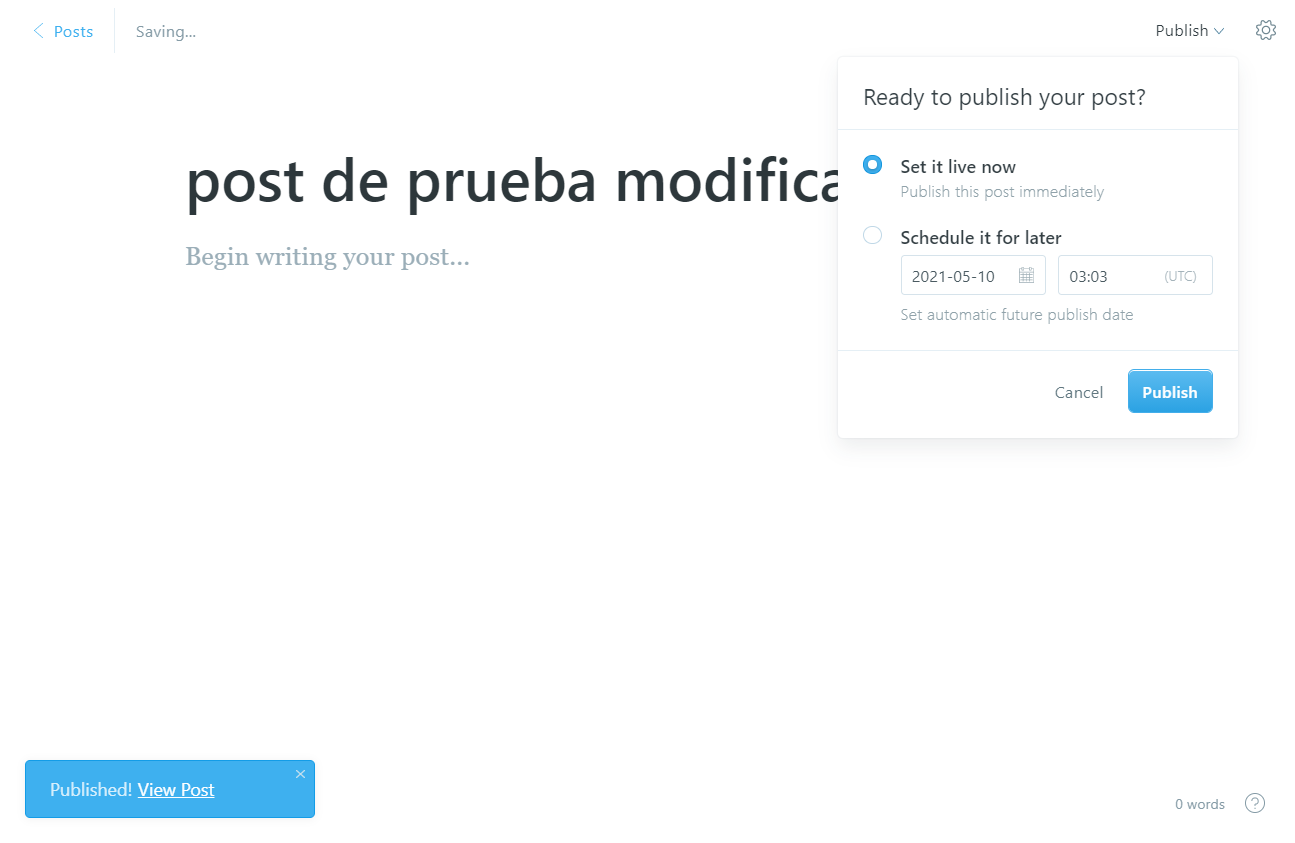 Posts
Saving...
Publish
Ready to publish your post?
post de prueba modifica
Set it live now
Publish this post immediately
Begin writing your post...
Schedule it for later
2021-05-10
03:03 (UTC)
Set automatic future publish date
Cancel
Publish
Published! View Post
0 words
?